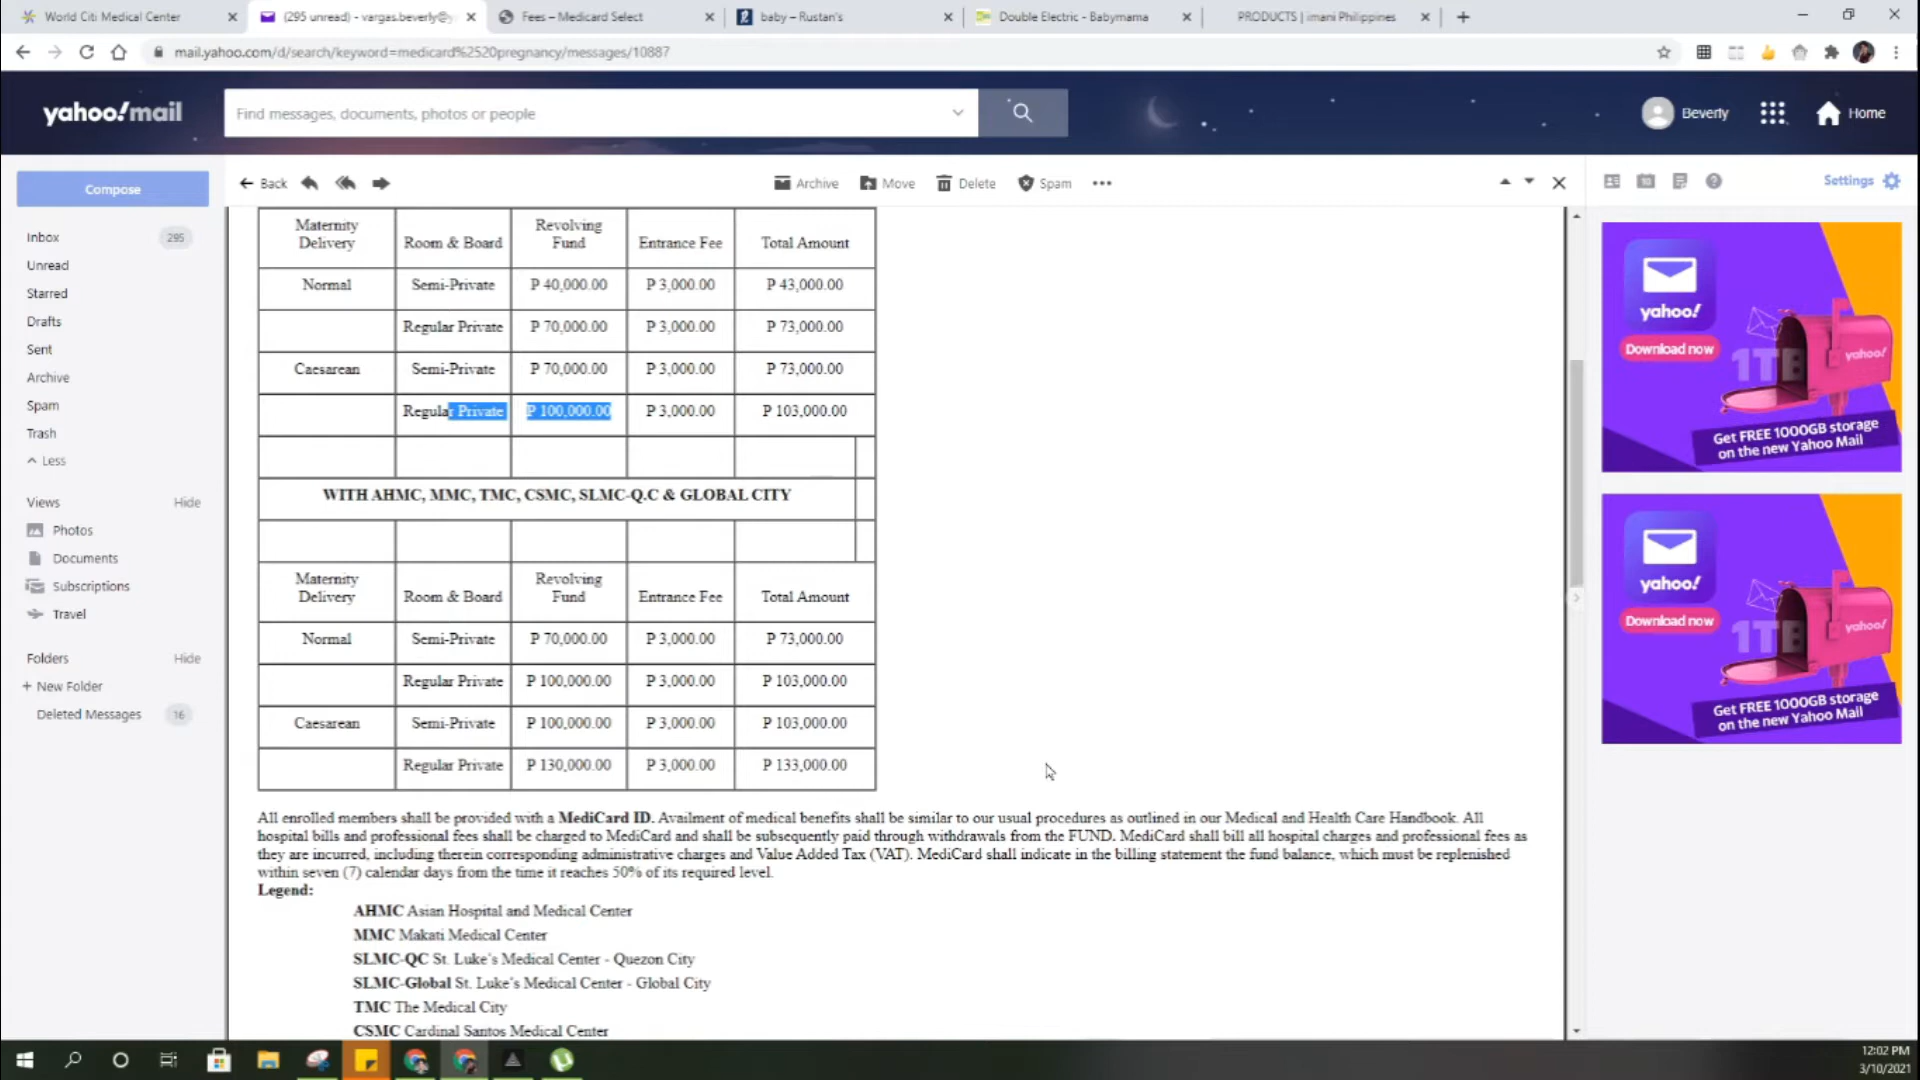 World Citi Medical Center
(295 unread) - vargas.beverly@y
Fees – Medicard Select
baby – Rustan's
Double Electric - Babymama
PRODUCTS | imani Philippines
mail.yahoo.com/d/search/keyword=medicard%2520pregnancy/messages/10887
yahoo!mail
Find messages, documents, photos or people
Beverly
Home
Compose
Back
Archive
Move
Delete
Spam
Settings
Inbox 295
Unread
Starred
Drafts
Sent
Archive
Spam
Trash
Less
Views Hide
Photos
Documents
Subscriptions
Travel
Folders Hide
+ New Folder
Deleted Messages 16
Maternity Delivery Room & Board Revolving Fund Entrance Fee Total Amount
Normal Semi-Private P 40,000.00 P 3,000.00 P 43,000.00
Regular Private P 70,000.00 P 3,000.00 P 73,000.00
Caesarean Semi-Private P 70,000.00 P 3,000.00 P 73,000.00
Regular Private P 100,000.00 P 3,000.00 P 103,000.00
WITH AHMC, MMC, TMC, CSMC, SLMC-Q.C & GLOBAL CITY
Maternity Delivery Room & Board Revolving Fund Entrance Fee Total Amount
Normal Semi-Private P 70,000.00 P 3,000.00 P 73,000.00
Regular Private P 100,000.00 P 3,000.00 P 103,000.00
Caesarean Semi-Private P 100,000.00 P 3,000.00 P 103,000.00
Regular Private P 130,000.00 P 3,000.00 P 133,000.00
All enrolled members shall be provided with a MediCard ID. Availment of medical benefits shall be similar to our usual procedures as outlined in our Medical and Health Care Handbook. All
hospital bills and professional fees shall be charged to MediCard and shall be subsequently paid through withdrawals from the FUND. MediCard shall bill all hospital charges and professional fees as
they are incurred, including therein corresponding administrative charges and Value Added Tax (VAT). MediCard shall indicate in the billing statement the fund balance, which must be replenished
within seven (7) calendar days from the time it reaches 50% of its required level.
Legend:
AHMC Asian Hospital and Medical Center
MMC Makati Medical Center
SLMC-QC St. Luke's Medical Center - Quezon City
SLMC-Global St. Luke's Medical Center - Global City
TMC The Medical City
CSMC Cardinal Santos Medical Center
yahoo!
Download now
1TB
yahoo!
Get FREE 1000GB storage
on the new Yahoo Mail
yahoo!
Download now
1TB
yahoo!
Get FREE 1000GB storage
on the new Yahoo Mail
12:02 PM
3/10/2021